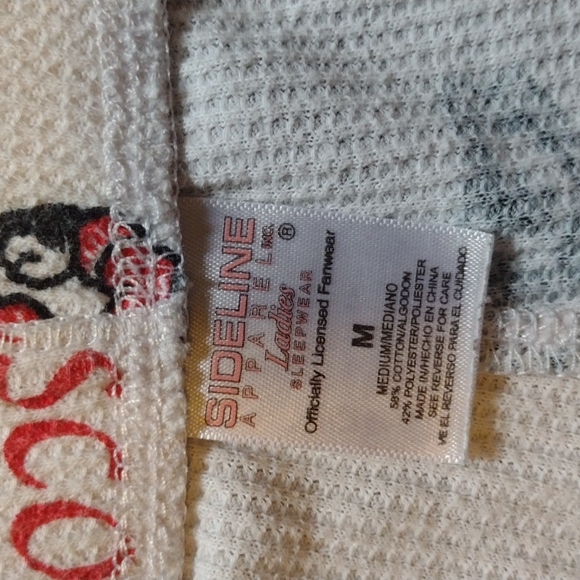 SIDELINE
APPAREL INC. ®
Ladies
SLEEPWEAR
Officially Licensed Fanwear
M
MEDIUM/MEDIANO
58% COTTON/ALGODON
42% POLYESTER/POLIESTER
MADE IN/HECHO EN CHINA
SEE REVERSE FOR CARE
VE EL REVERSO PARA EL CUIDADO
SCO